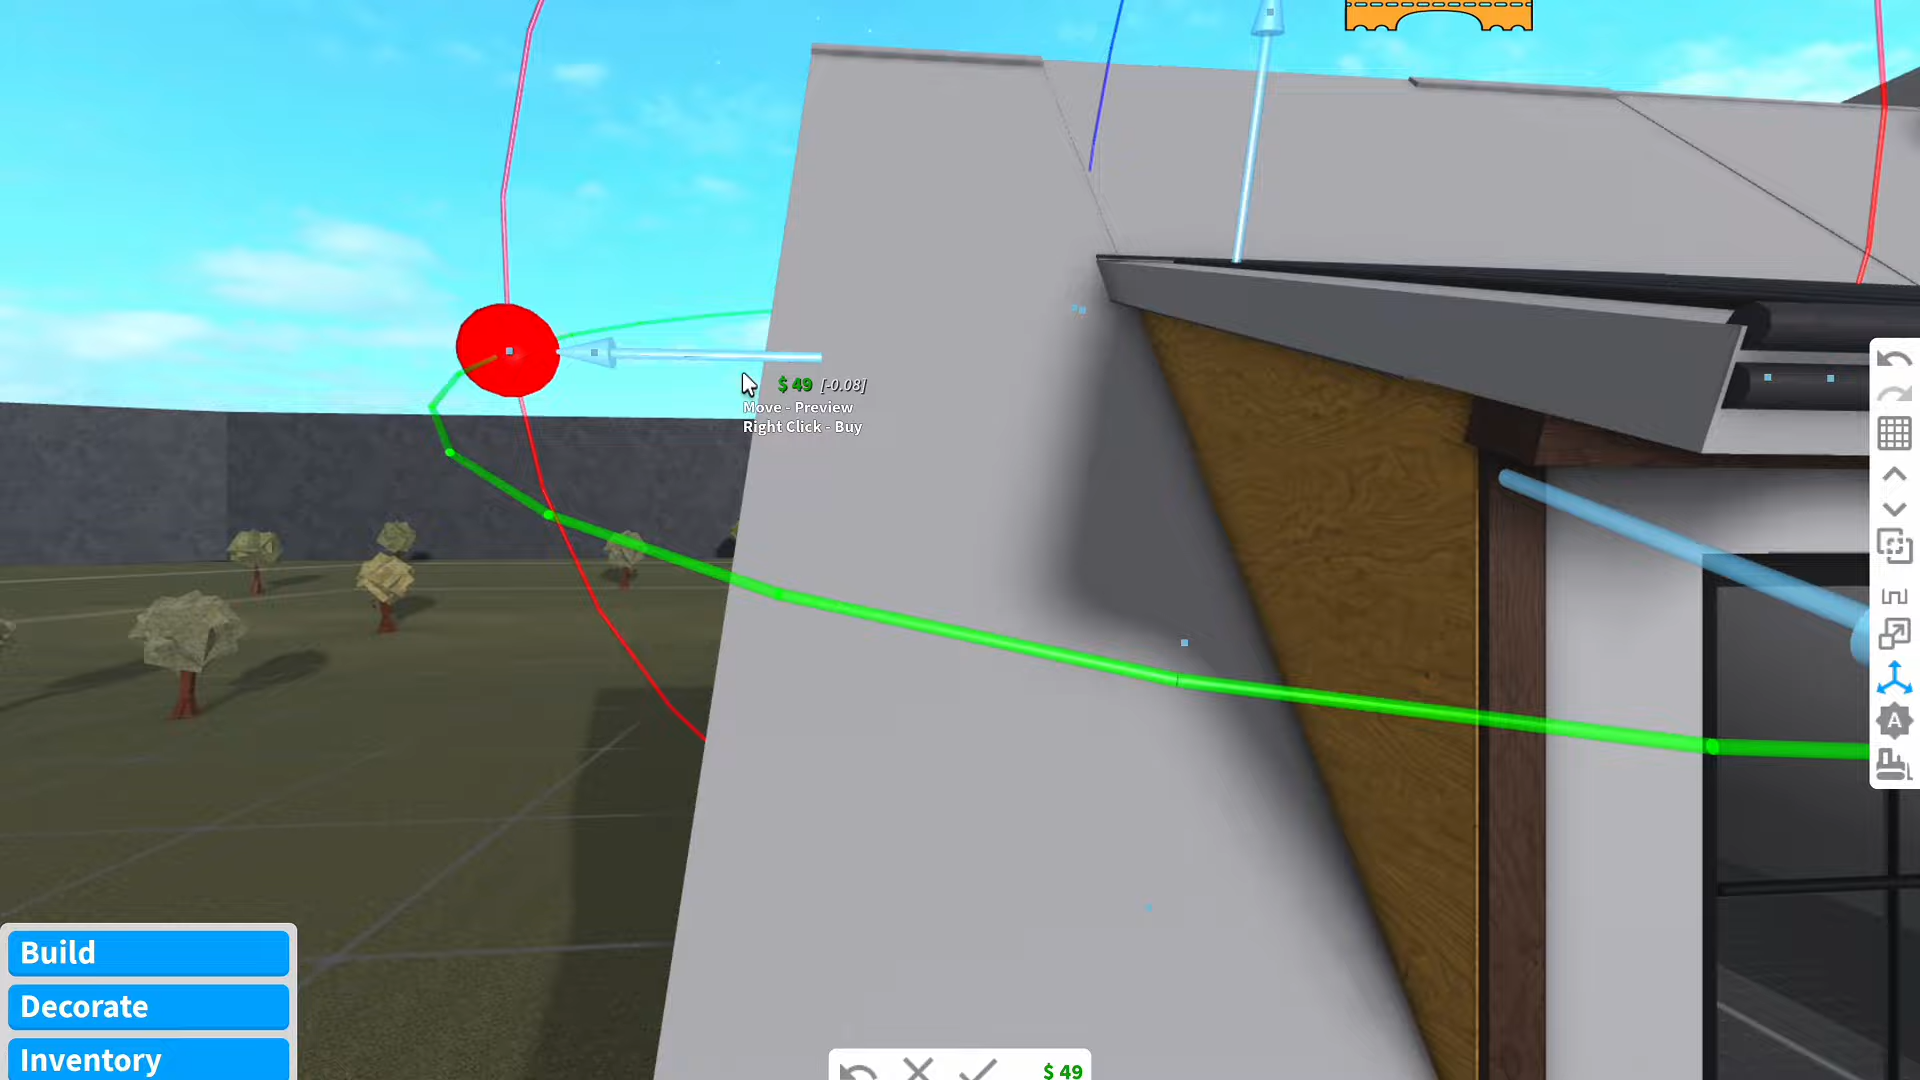 $ 49 [-0.08]
Move - Preview
Right Click - Buy
A
Build
Decorate
Inventory
$ 49